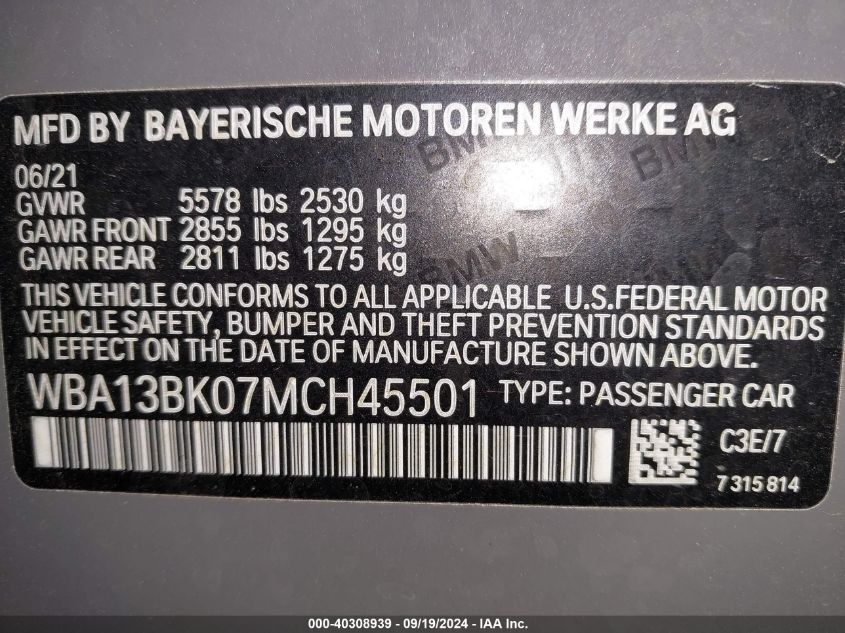 MFD BY BAYERISCHE MOTOREN WERKE AG
06/21
GVWR 5578 lbs 2530 kg
GAWR FRONT 2855 lbs 1295 kg
GAWR REAR 2811 lbs 1275 kg
BMW
BMW
BMW
THIS VEHICLE CONFORMS TO ALL APPLICABLE U.S.FEDERAL MOTOR
VEHICLE SAFETY, BUMPER AND THEFT PREVENTION STANDARDS
IN EFFECT ON THE DATE OF MANUFACTURE SHOWN ABOVE.
WBA13BK07MCH45501 TYPE: PASSENGER CAR
C3E/7
7 315 814
000-40308939 - 09/19/2024 - IAA Inc.